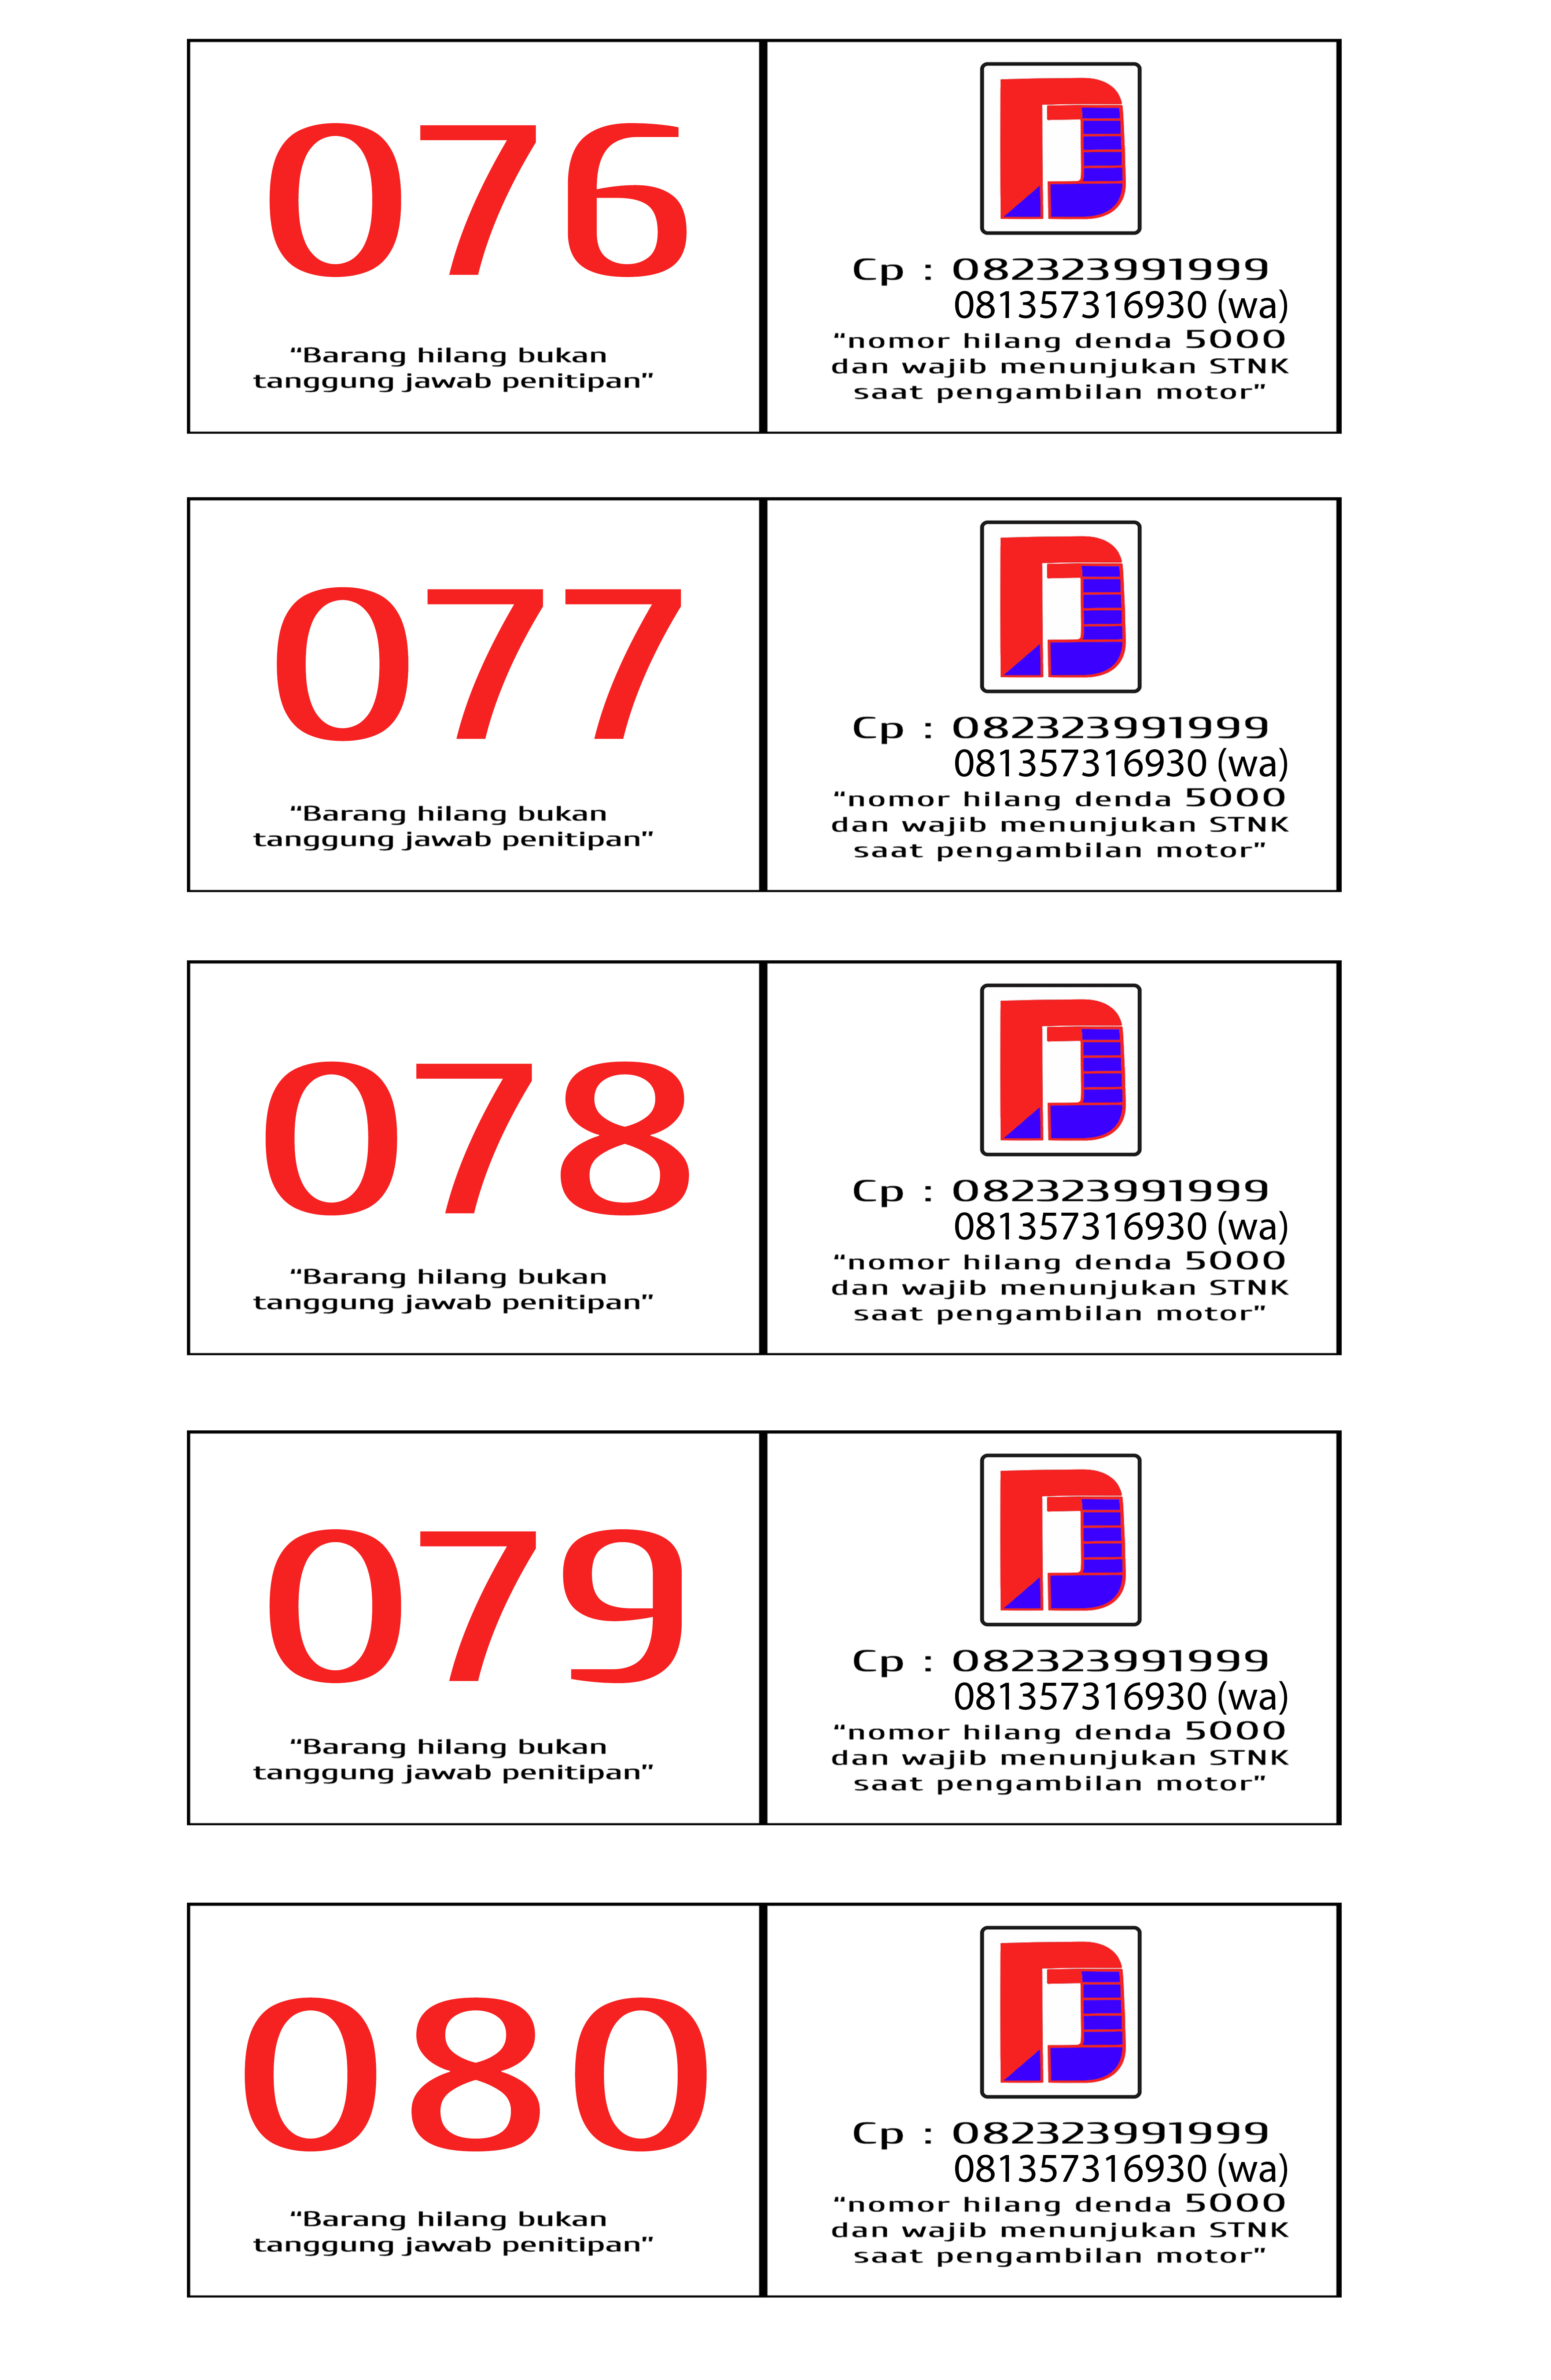 076
“Barang hilang bukan
tanggung jawab penitipan”
Cp : 082323991999
081357316930 (wa)
“nomor hilang denda 5000
dan wajib menunjukan STNK
saat pengambilan motor”
077
“Barang hilang bukan
tanggung jawab penitipan”
Cp : 082323991999
081357316930 (wa)
“nomor hilang denda 5000
dan wajib menunjukan STNK
saat pengambilan motor”
078
“Barang hilang bukan
tanggung jawab penitipan”
Cp : 082323991999
081357316930 (wa)
“nomor hilang denda 5000
dan wajib menunjukan STNK
saat pengambilan motor”
079
“Barang hilang bukan
tanggung jawab penitipan”
Cp : 082323991999
081357316930 (wa)
“nomor hilang denda 5000
dan wajib menunjukan STNK
saat pengambilan motor”
080
“Barang hilang bukan
tanggung jawab penitipan”
Cp : 082323991999
081357316930 (wa)
“nomor hilang denda 5000
dan wajib menunjukan STNK
saat pengambilan motor”